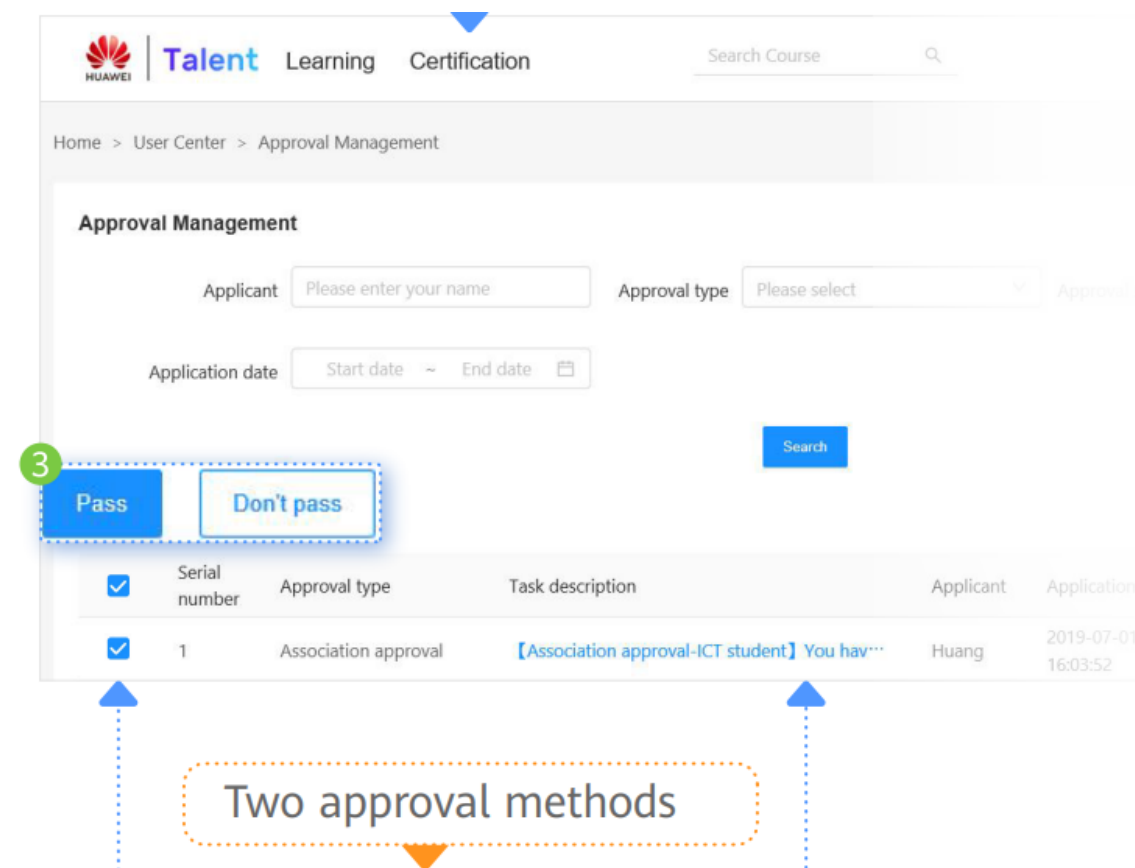 HUAWEI
Talent Learning Certification Search Course
Home > User Center > Approval Management
Approval Management
Applicant Please enter your name Approval type Please select Approval
Application date Start date ~ End date
Search
3
Pass Don't pass
Serial number Approval type Task description Applicant Application
1 Association approval 【Association approval-ICT student】You hav··· Huang 2019-07-01 16:03:52
Two approval methods